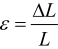 ε = ΔL / L